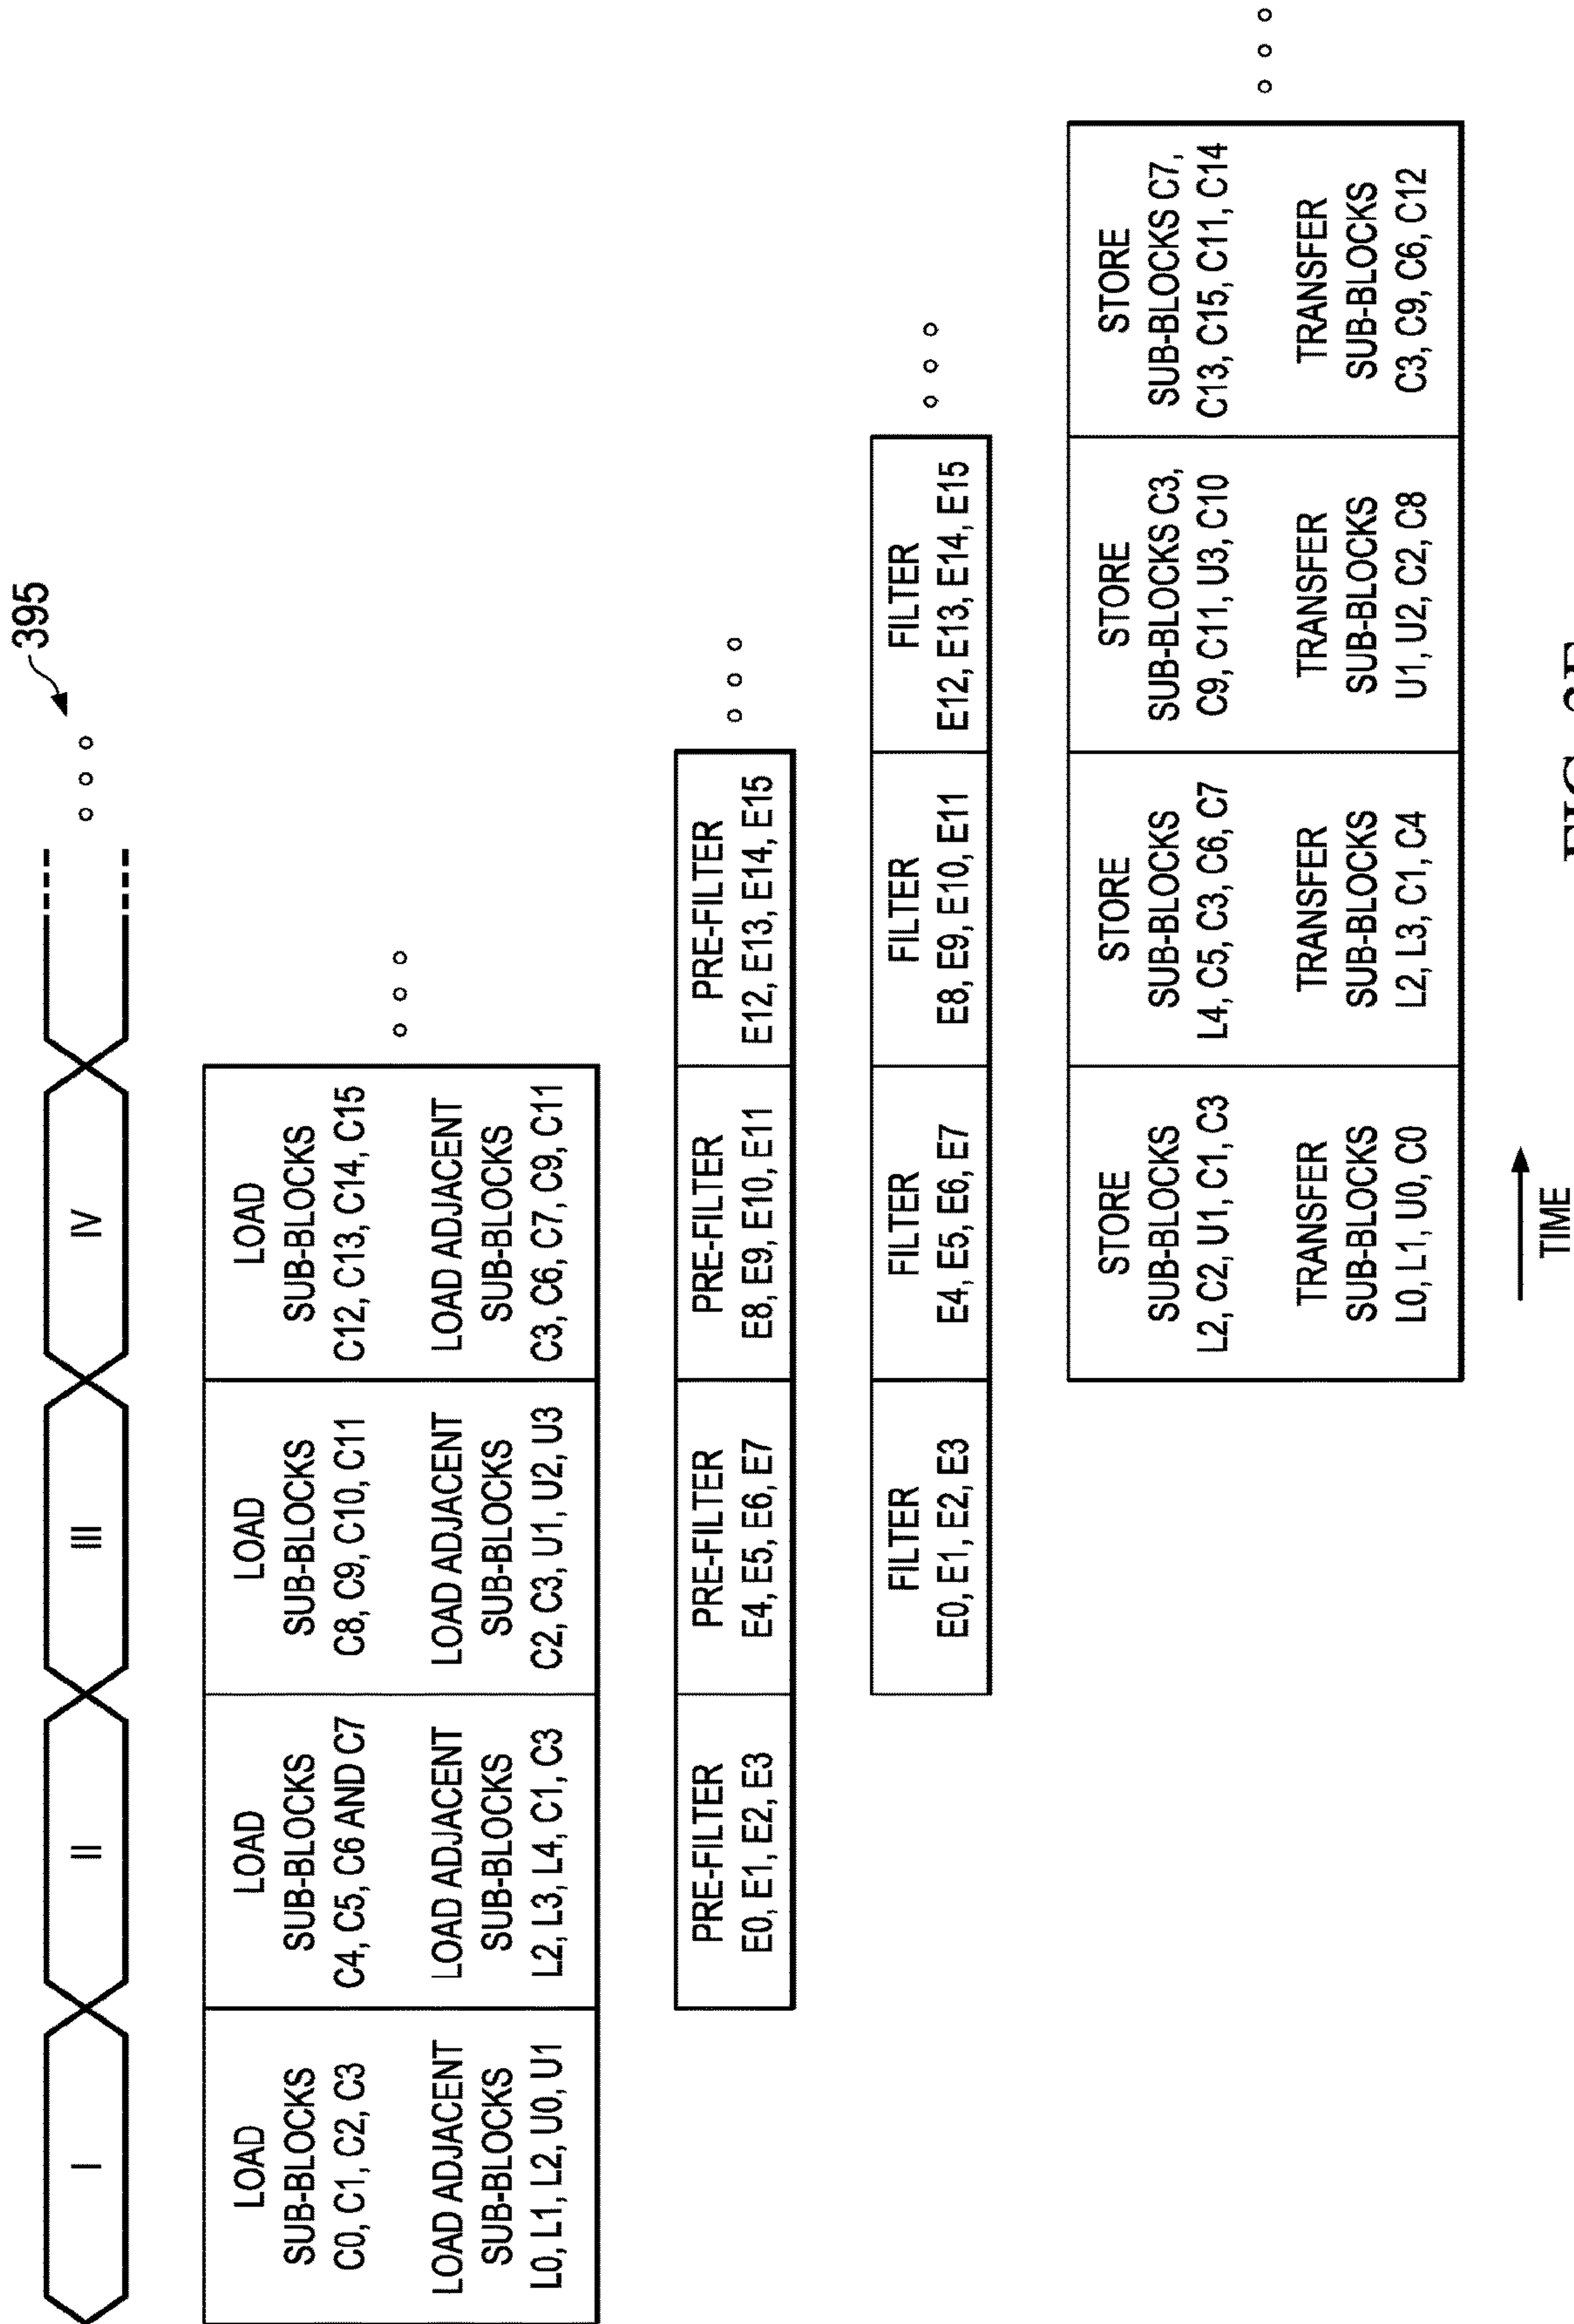 395
I II III IV
LOAD
SUB-BLOCKS
C0, C1, C2, C3
LOAD ADJACENT
SUB-BLOCKS
L0, L1, L2, U0, U1
LOAD
SUB-BLOCKS
C4, C5, C6 AND C7
LOAD ADJACENT
SUB-BLOCKS
L2, L3, L4, C1, C3
LOAD
SUB-BLOCKS
C8, C9, C10, C11
LOAD ADJACENT
SUB-BLOCKS
C2, C3, U1, U2, U3
LOAD
SUB-BLOCKS
C12, C13, C14, C15
LOAD ADJACENT
SUB-BLOCKS
C3, C6, C7, C9, C11
PRE-FILTER
E0, E1, E2, E3
PRE-FILTER
E4, E5, E6, E7
PRE-FILTER
E8, E9, E10, E11
PRE-FILTER
E12, E13, E14, E15
FILTER
E0, E1, E2, E3
FILTER
E4, E5, E6, E7
FILTER
E8, E9, E10, E11
FILTER
E12, E13, E14, E15
STORE
SUB-BLOCKS
L2, C2, U1, C1, C3
TRANSFER
SUB-BLOCKS
L0, L1, U0, C0
STORE
SUB-BLOCKS
L4, C5, C3, C6, C7
TRANSFER
SUB-BLOCKS
L2, L3, C1, C4
STORE
SUB-BLOCKS C3,
C9, C11, U3, C10
TRANSFER
SUB-BLOCKS
U1, U2, C2, C8
STORE
SUB-BLOCKS C7,
C13, C15, C11, C14
TRANSFER
SUB-BLOCKS
C3, C9, C6, C12
TIME